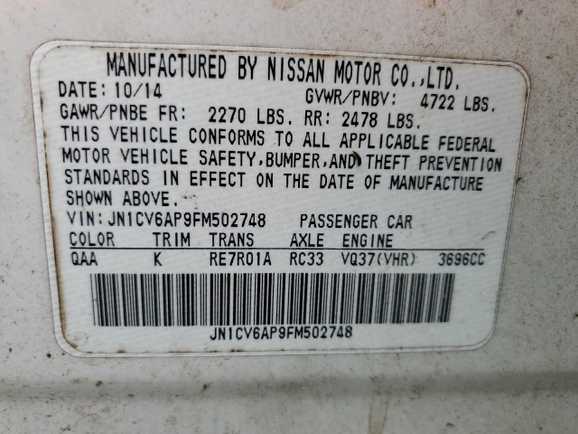 MANUFACTURED BY NISSAN MOTOR CO.,LTD.
DATE: 10/14 GVWR/PNBV: 4722 LBS.
GAWR/PNBE FR: 2270 LBS. RR: 2478 LBS.
THIS VEHICLE CONFORMS TO ALL APPLICABLE FEDERAL
MOTOR VEHICLE SAFETY, BUMPER, AND THEFT PREVENTION
STANDARDS IN EFFECT ON THE DATE OF MANUFACTURE
SHOWN ABOVE.
VIN: JN1CV6AP9FM502748 PASSENGER CAR
COLOR TRIM TRANS AXLE ENGINE
QAA K RE7R01A RC33 VQ37(VHR) 3696CC
JN1CV6AP9FM502748